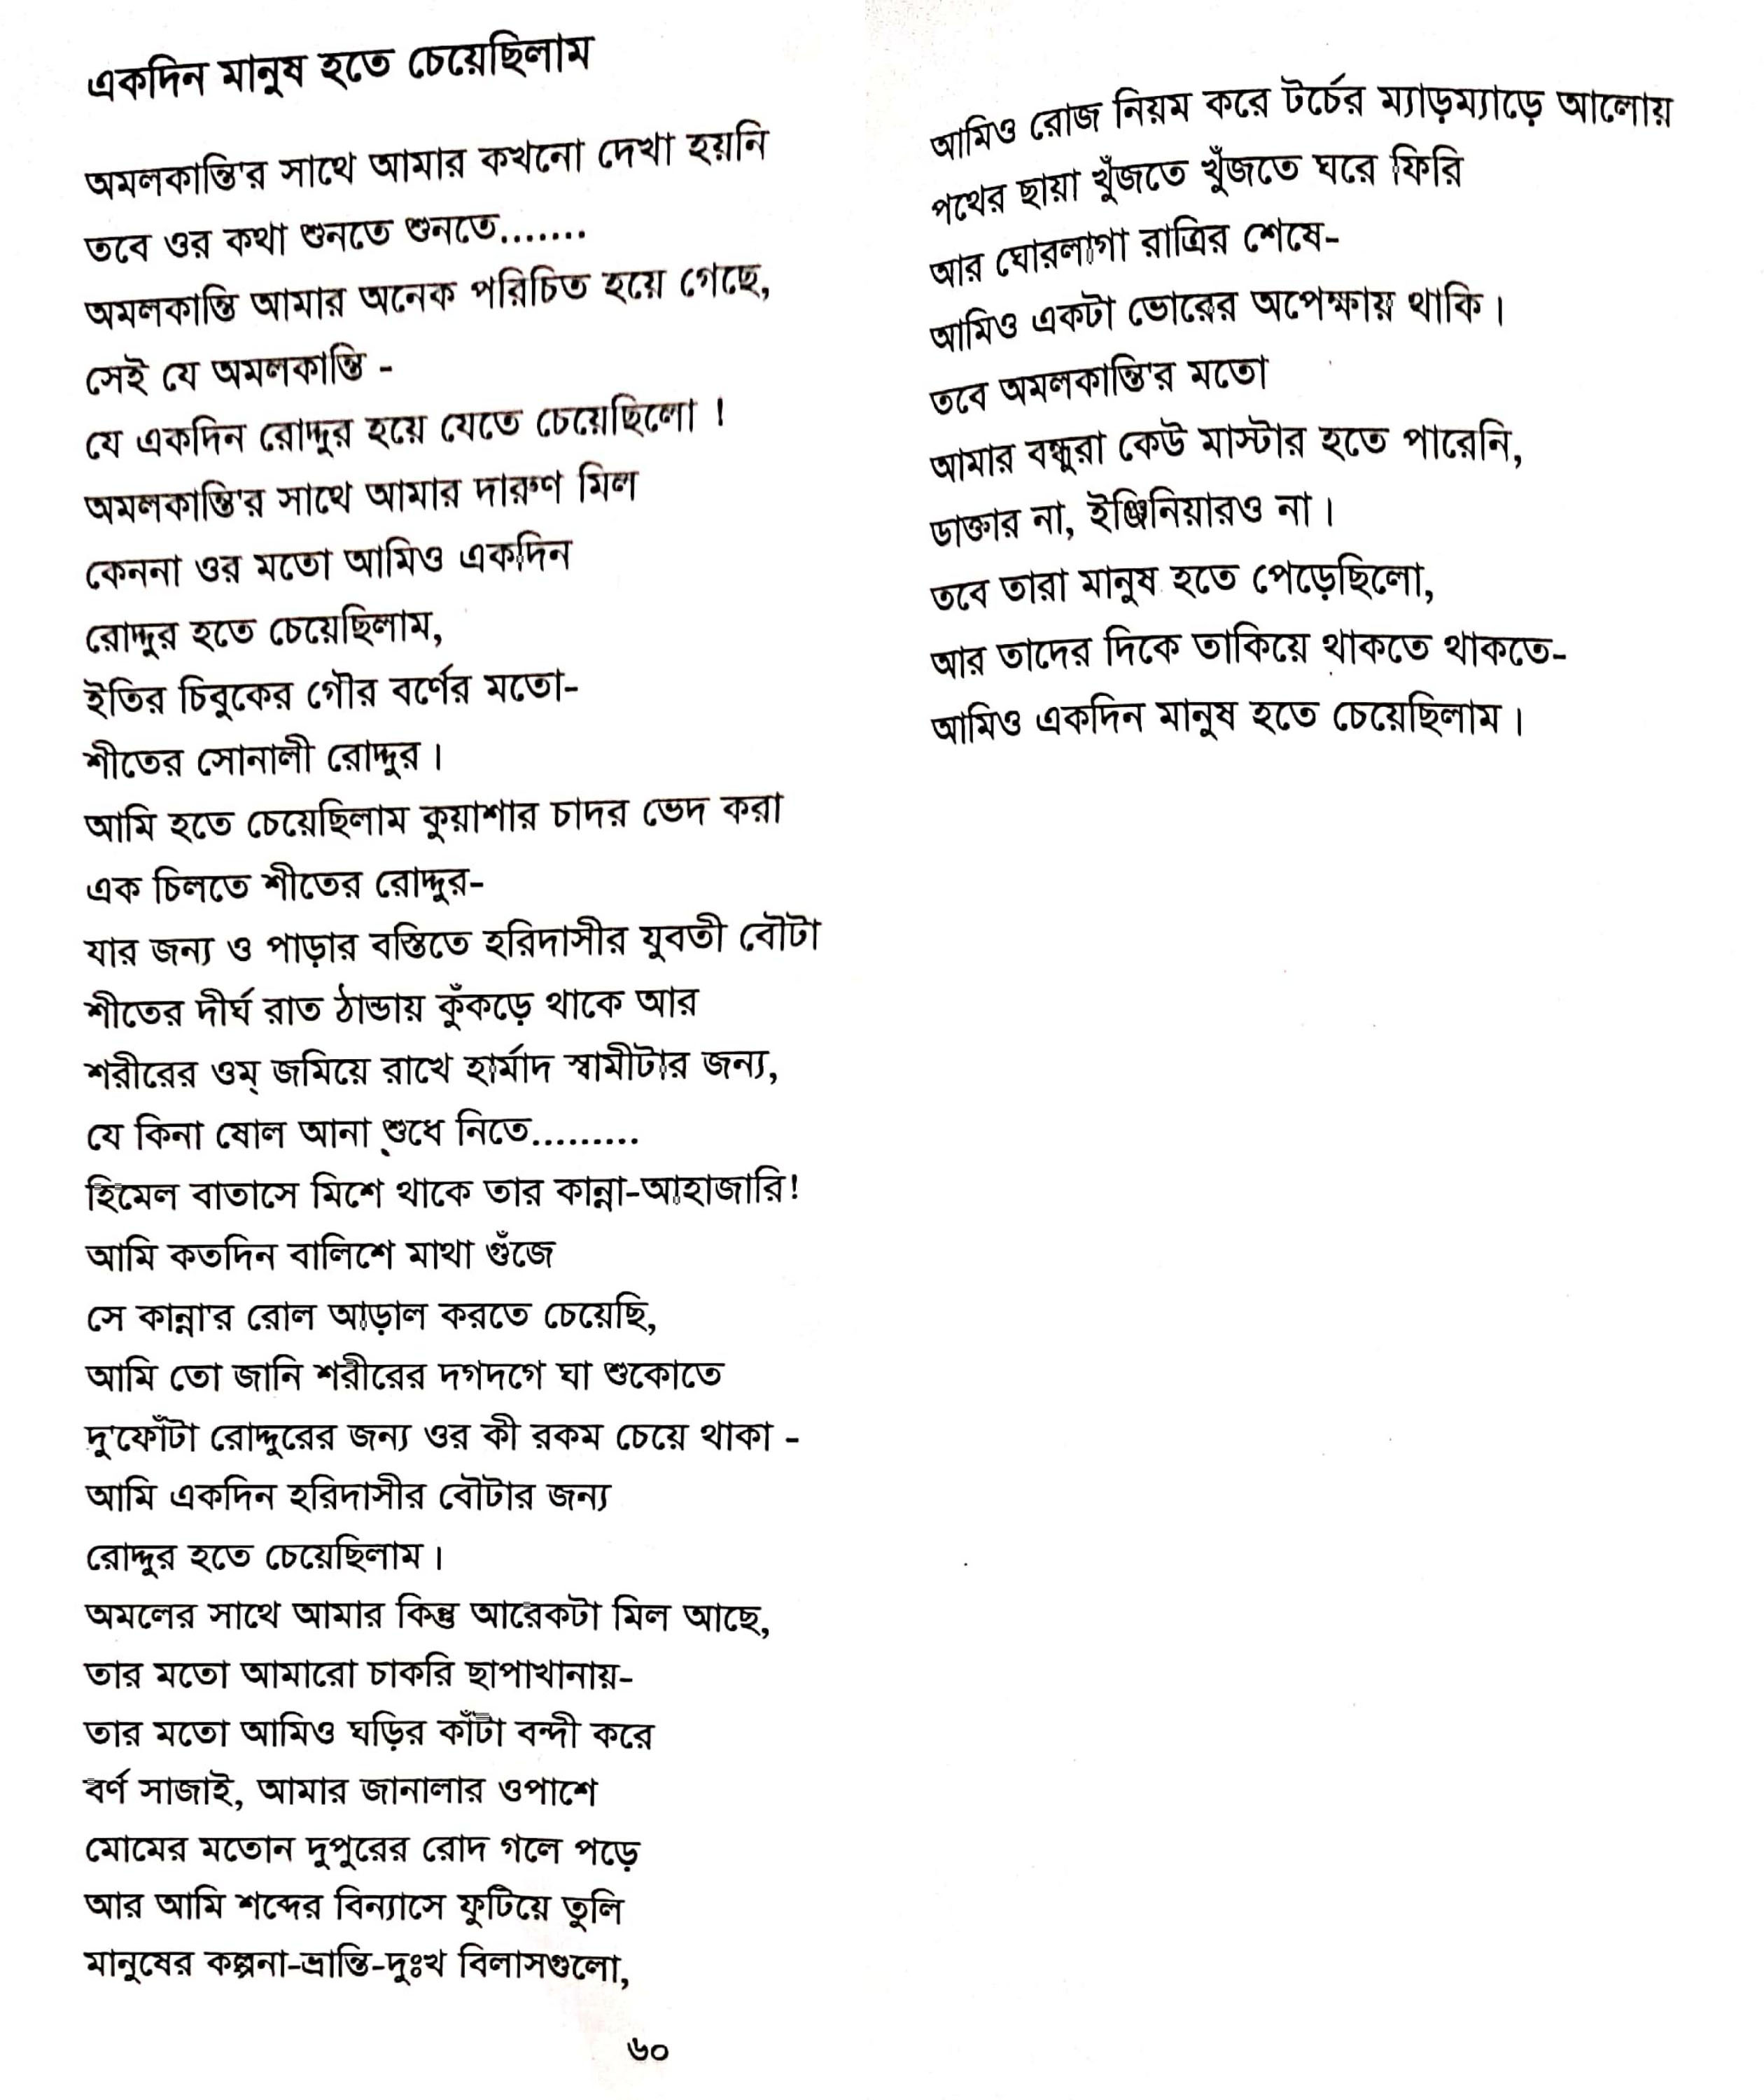 একদিন মানুষ হতে চেয়েছিলাম
অমলকান্তি'র সাথে আমার কখনো দেখা হয়নি
তবে ওর কথা শুনতে শুনতে.......
অমলকান্তি আমার অনেক পরিচিত হয়ে গেছে,
সেই যে অমলকান্তি -
যে একদিন রোদ্দুর হয়ে যেতে চেয়েছিলো !
অমলকান্তি'র সাথে আমার দারুণ মিল
কেননা ওর মতো আমিও একদিন
রোদ্দুর হতে চেয়েছিলাম,
ইতির চিবুকের গৌর বর্ণের মতো-
শীতের সোনালী রোদ্দুর।
আমি হতে চেয়েছিলাম কুয়াশার চাদর ভেদ করা
এক চিলতে শীতের রোদ্দুর-
যার জন্য ও পাড়ার বস্তিতে হরিদাসীর যুবতী বৌটা
শীতের দীর্ঘ রাত ঠান্ডায় কুঁকড়ে থাকে আর
শরীরের ওম্ জমিয়ে রাখে হার্মাদ স্বামীটার জন্য,
যে কিনা ষোল আনা শুধে নিতে.........
হিমেল বাতাসে মিশে থাকে তার কান্না-আহাজারি!
আমি কতদিন বালিশে মাথা গুঁজে
সে কান্না'র রোল আড়াল করতে চেয়েছি,
আমি তো জানি শরীরের দগদগে ঘা শুকোতে
দু'ফোঁটা রোদ্দুরের জন্য ওর কী রকম চেয়ে থাকা -
আমি একদিন হরিদাসীর বৌটার জন্য
রোদ্দুর হতে চেয়েছিলাম।
অমলের সাথে আমার কিন্তু আরেকটা মিল আছে,
তার মতো আমারো চাকরি ছাপাখানায়-
তার মতো আমিও ঘড়ির কাঁটা বন্দী করে
বর্ণ সাজাই, আমার জানালার ওপাশে
মোমের মতোন দুপুরের রোদ গলে পড়ে
আর আমি শব্দের বিন্যাসে ফুটিয়ে তুলি
মানুষের কল্পনা-ভ্রান্তি-দুঃখ বিলাসগুলো,
৬০
আমিও রোজ নিয়ম করে টর্চের ম্যাড়ম্যাড়ে আলোয়
পথের ছায়া খুঁজতে খুঁজতে ঘরে ফিরি
আর ঘোরলাগা রাত্রির শেষে-
আমিও একটা ভোরের অপেক্ষায় থাকি।
তবে অমলকান্তি'র মতো
আমার বন্ধুরা কেউ মাস্টার হতে পারেনি,
ডাক্তার না, ইঞ্জিনিয়ারও না।
তবে তারা মানুষ হতে পেড়েছিলো,
আর তাদের দিকে তাকিয়ে থাকতে থাকতে-
আমিও একদিন মানুষ হতে চেয়েছিলাম।